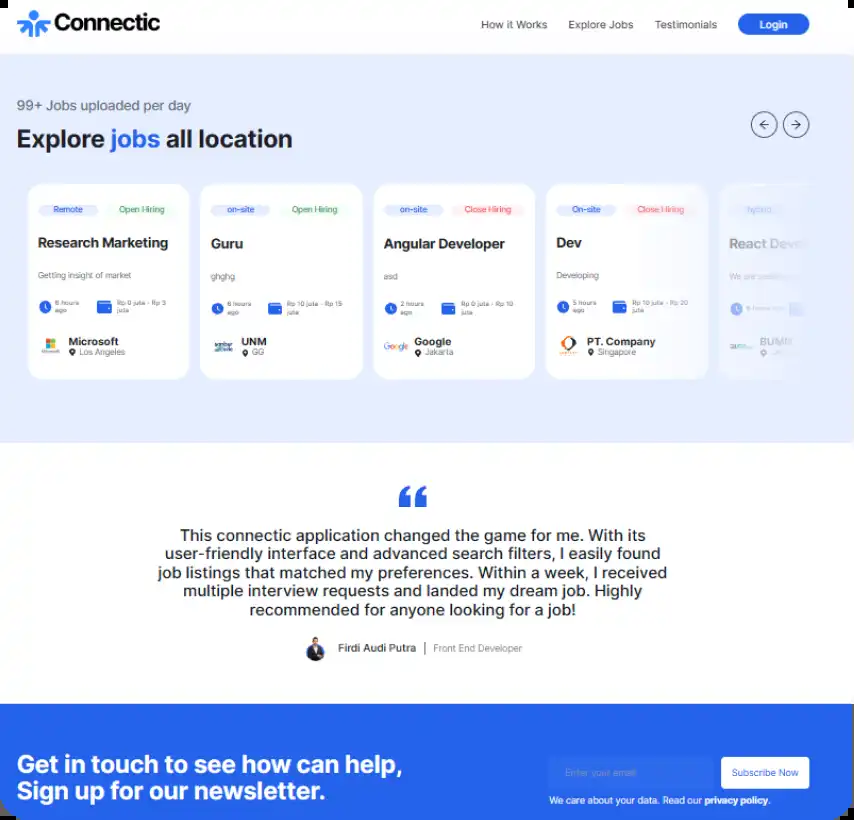 Connectic
How it Works Explore Jobs Testimonials Login
99+ Jobs uploaded per day
Explore jobs all location
Remote Open Hiring
Research Marketing
Getting insight of market
6 hours ago Rp 0 juta - Rp 3 juta
Microsoft
Los Angeles
on-site Open Hiring
Guru
ghghg
6 hours ago Rp 10 juta - Rp 15 juta
UNM
GG
on-site Close Hiring
Angular Developer
asd
2 hours ago Rp 0 juta - Rp 10 juta
Google
Google
Jakarta
On-site Close Hiring
Dev
Developing
5 hours ago Rp 10 juta - Rp 20 juta
PT. Company
Singapore
hybrid
React Deve
We are
BUMN
This connectic application changed the game for me. With its
user-friendly interface and advanced search filters, I easily found
job listings that matched my preferences. Within a week, I received
multiple interview requests and landed my dream job. Highly
recommended for anyone looking for a job!
Firdi Audi Putra | Front End Developer
Get in touch to see how can help,
Sign up for our newsletter.
Enter your email Subscribe Now
We care about your data. Read our privacy policy.